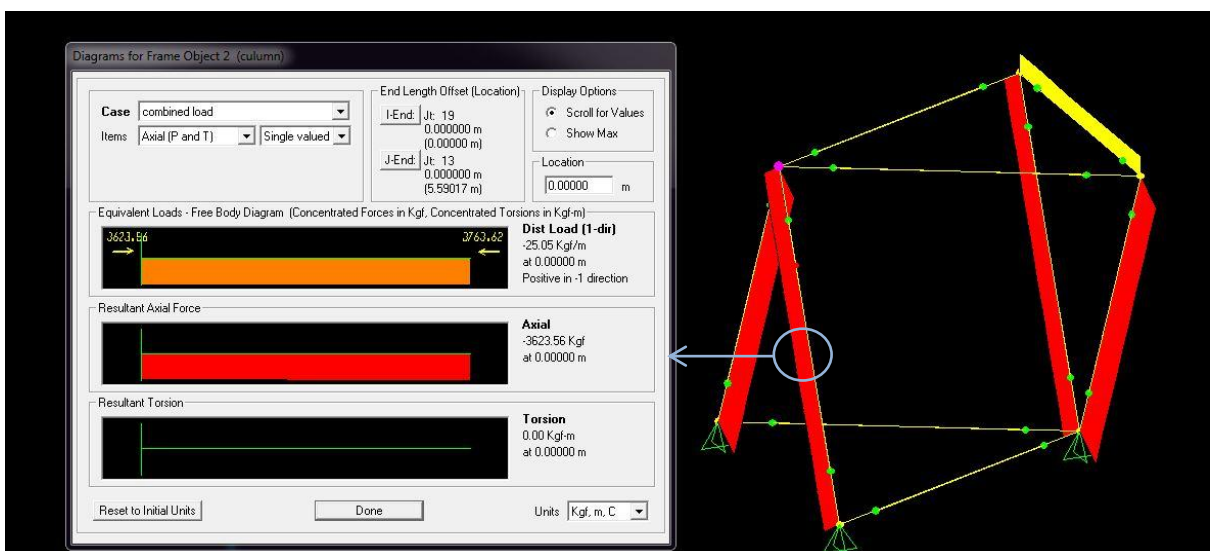 Diagrams for Frame Object 2 (culumn)
Case combined load
Items Axial (P and T) Single valued
End Length Offset (Location)
I-End: Jt: 19
0.000000 m
(0.00000 m)
J-End: Jt: 13
0.000000 m
(5.59017 m)
Display Options
Scroll for Values
Show Max
Location
0.00000 m
Equivalent Loads - Free Body Diagram (Concentrated Forces in Kgf, Concentrated Torsions in Kgf-m)
3623.56 3763.62
Dist Load (1-dir)
-25.05 Kgf/m
at 0.00000 m
Positive in -1 direction
Resultant Axial Force
Axial
-3623.56 Kgf
at 0.00000 m
Resultant Torsion
Torsion
0.00 Kgf-m
at 0.00000 m
Reset to Initial Units Done Units Kgf, m, C